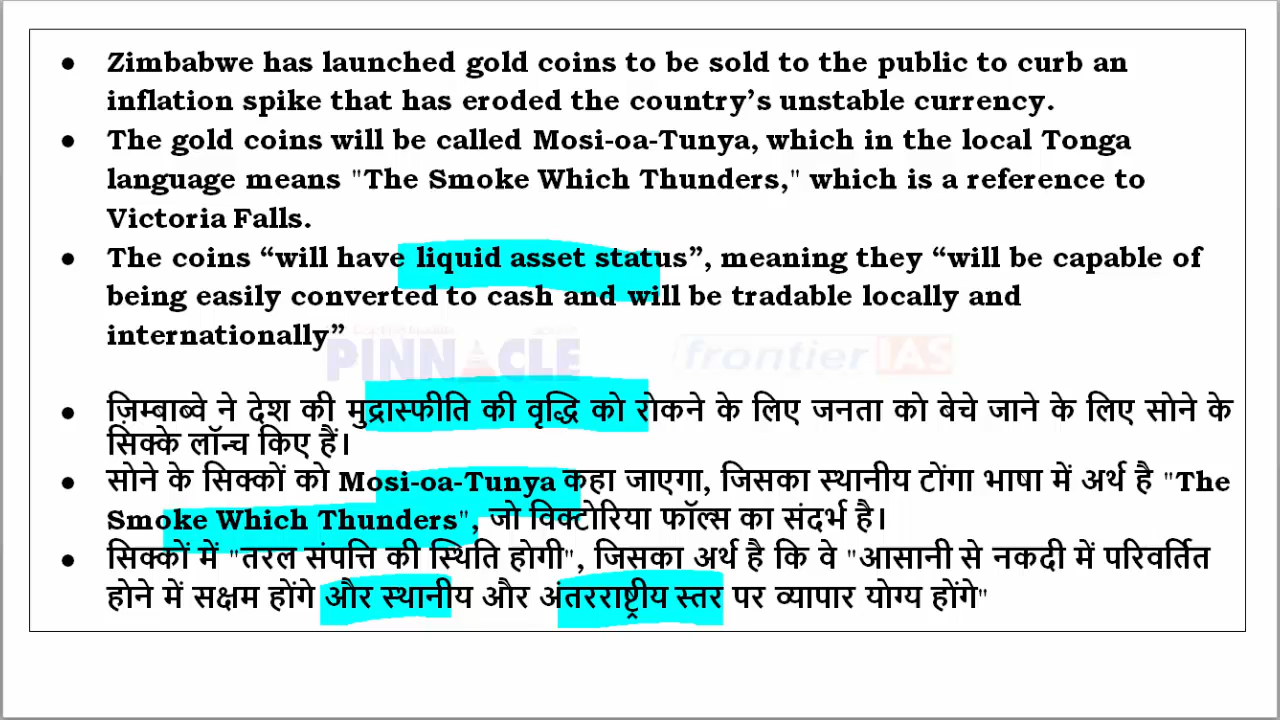 ● Zimbabwe has launched gold coins to be sold to the public to curb an
inflation spike that has eroded the country’s unstable currency.
● The gold coins will be called Mosi-oa-Tunya, which in the local Tonga
language means "The Smoke Which Thunders," which is a reference to
Victoria Falls.
● The coins “will have liquid asset status”, meaning they “will be capable of
being easily converted to cash and will be tradable locally and
internationally”
PINNACLE frontier IAS
● ज़िम्बाब्वे ने देश की मुद्रास्फीति की वृद्धि को रोकने के लिए जनता को बेचे जाने के लिए सोने के
सिक्के लॉन्च किए हैं।
● सोने के सिक्कों को Mosi-oa-Tunya कहा जाएगा, जिसका स्थानीय टोंगा भाषा में अर्थ है "The
Smoke Which Thunders", जो विक्टोरिया फॉल्स का संदर्भ है।
● सिक्कों में "तरल संपत्ति की स्थिति होगी", जिसका अर्थ है कि वे "आसानी से नकदी में परिवर्तित
होने में सक्षम होंगे और स्थानीय और अंतरराष्ट्रीय स्तर पर व्यापार योग्य होंगे"